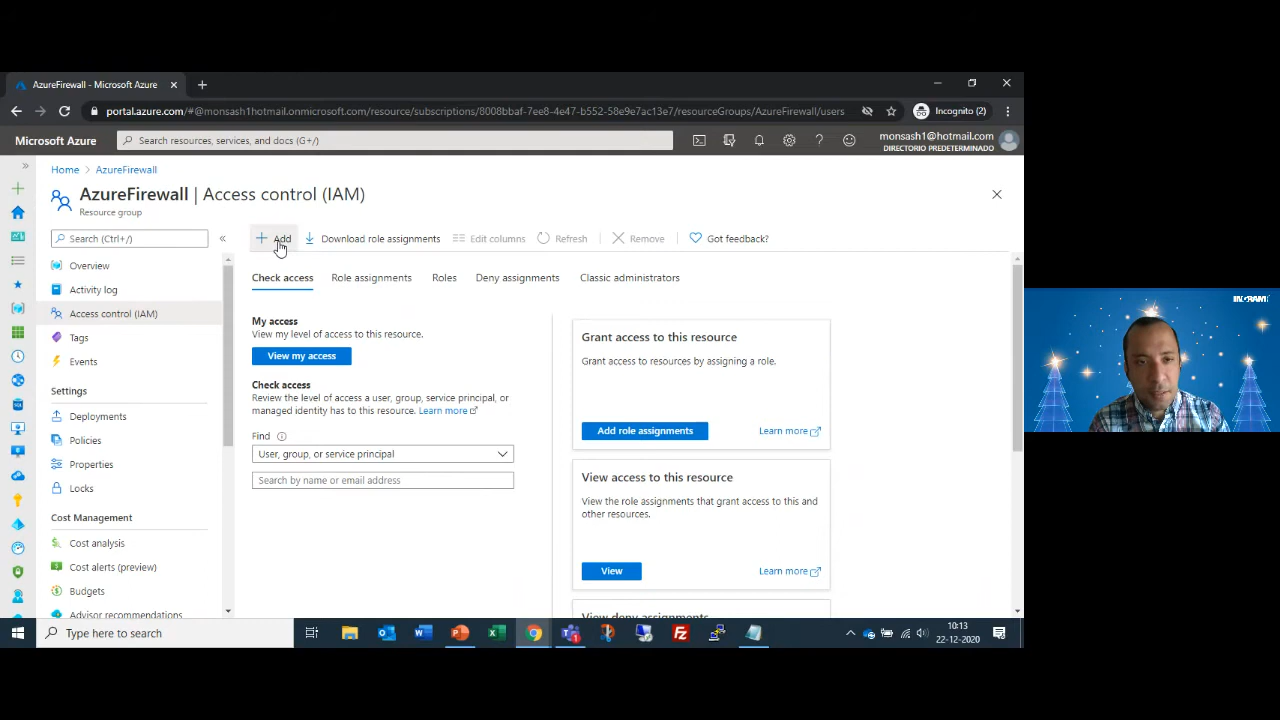 AzureFirewall - Microsoft Azure
portal.azure.com/#@monsash1hotmail.onmicrosoft.com/resource/subscriptions/8008bbaf-7ee8-4e47-b552-58e9e7ac13e7/resourceGroups/AzureFirewall/users
Incognito (2)
Microsoft Azure
Search resources, services, and docs (G+/)
monsash1@hotmail.com
DIRECTORIO PREDETERMINADO
Home > AzureFirewall
AzureFirewall | Access control (IAM)
Resource group
Search (Ctrl+/)
Add
Download role assignments
Edit columns
Refresh
Remove
Got feedback?
Overview
Activity log
Access control (IAM)
Tags
Events
Settings
Deployments
Policies
Properties
Locks
Cost Management
Cost analysis
Cost alerts (preview)
Budgets
Advisor recommendations
Check access
Role assignments
Roles
Deny assignments
Classic administrators
My access
View my level of access to this resource.
View my access
Check access
Review the level of access a user, group, service principal, or
managed identity has to this resource. Learn more
Find
User, group, or service principal
Search by name or email address
Grant access to this resource
Grant access to resources by assigning a role.
Add role assignments
Learn more
View access to this resource
View the role assignments that grant access to this and
other resources.
View
Learn more
View deny assignments
INGRAM
Type here to search
10:13
22-12-2020